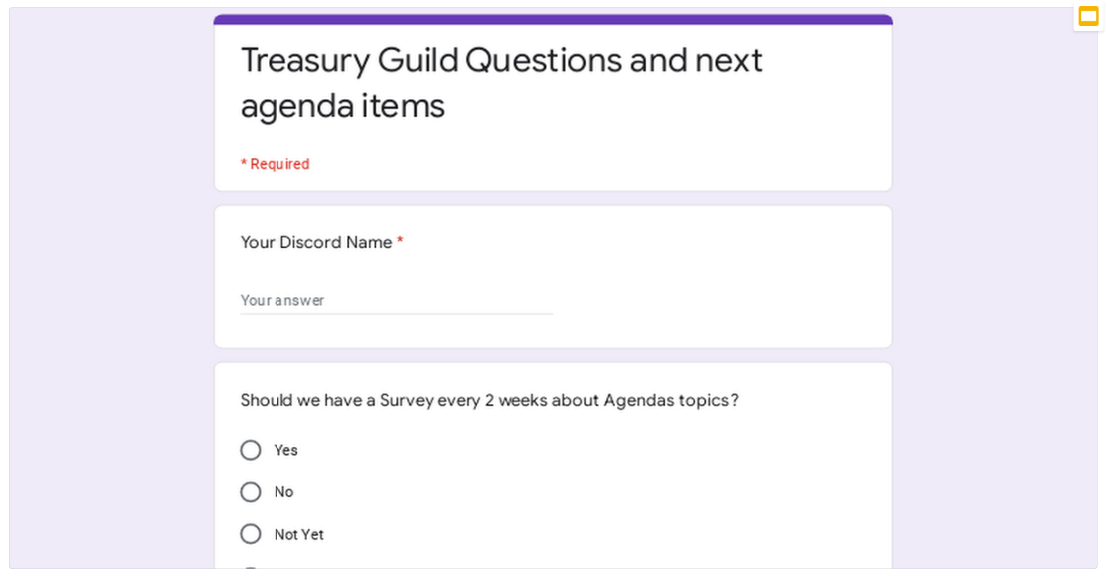 Treasury Guild Questions and next
agenda items
* Required
Your Discord Name *
Your answer
Should we have a Survey every 2 weeks about Agendas topics?
Yes
No
Not Yet